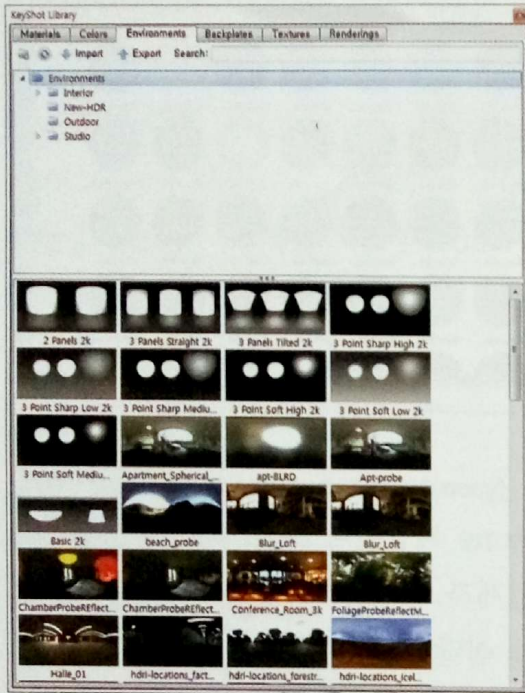 KeyShot Library
Materials Colors Environments Backplates Textures Renderings
Import Export Search:
Environments
Interior
New-HDR
Outdoor
Studio
2 Panels 2k 3 Panels Straight 2k 3 Panels Tilted 2k 3 Point Sharp High 2k
3 Point Sharp Low 2k 3 Point Sharp Mediu... 3 Point Soft High 2k 3 Point Soft Low 2k
3 Point Soft Mediu... Apartment_Spherical_... apt-BLRD Apt-probe
Basic 2k beach_probe Blur_Loft Blur_Loft
ChamberProbeREflect... ChamberProbeREflect... Conference_Room_3k FoliageProbeReflectM...
Halle_01 hdri-locations_fact... hdri-locations_forestr... hdri-locations_icel...